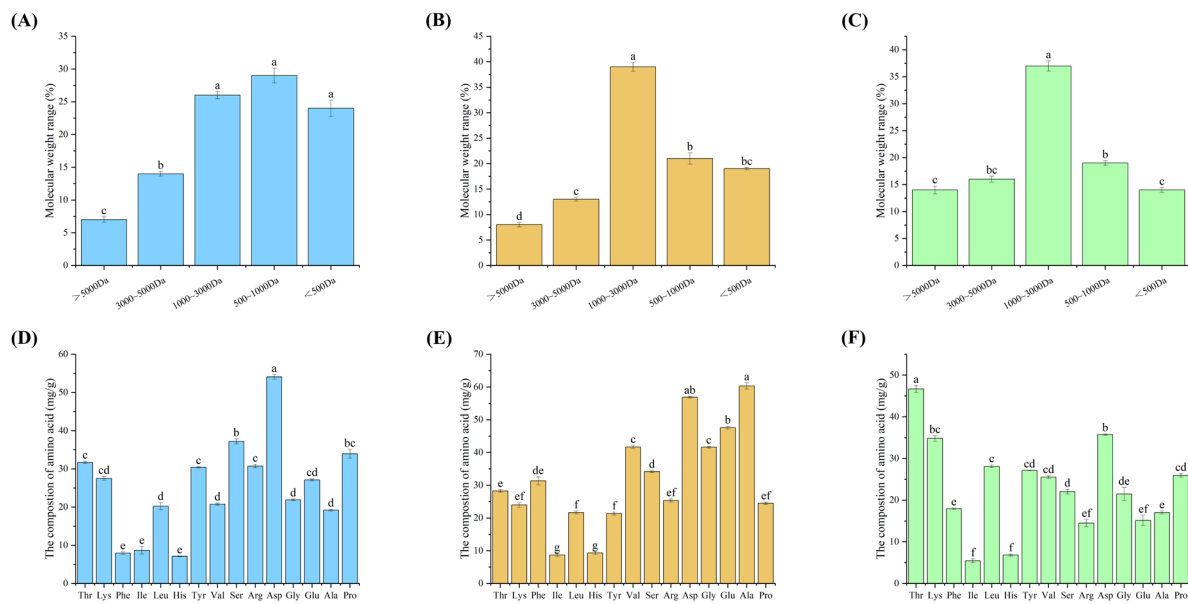 (A)
Molecular weight range (%)
35
30
25
20
15
10
5
0
c
b
a
a
a
>5000Da
3000~5000Da
1000~3000Da
500~1000Da
<500Da
(B)
Molecular weight range (%)
45
40
35
30
25
20
15
10
5
0
d
c
a
b
bc
>5000Da
3000~5000Da
1000~3000Da
500~1000Da
<500Da
(C)
Molecular weight range (%)
40
35
30
25
20
15
10
5
0
c
bc
a
b
c
>5000Da
3000~5000Da
1000~3000Da
500~1000Da
<500Da
(D)
The compostion of amino acid (mg/g)
60
50
40
30
20
10
0
c cd e e d e c d b c a d cd d bc
Thr Lys Phe Ile Leu His Tyr Val Ser Arg Asp Gly Glu Ala Pro
(E)
The compostion of amino acid (mg/g)
70
60
50
40
30
20
10
0
e ef de g f g f c d ef ab c b a ef
Thr Lys Phe Ile Leu His Tyr Val Ser Arg Asp Gly Glu Ala Pro
(F)
The compostion of amino acid (mg/g)
50
40
30
20
10
0
a bc e f c f cd cd d ef b de ef e cd
Thr Lys Phe Ile Leu His Tyr Val Ser Arg Asp Gly Glu Ala Pro